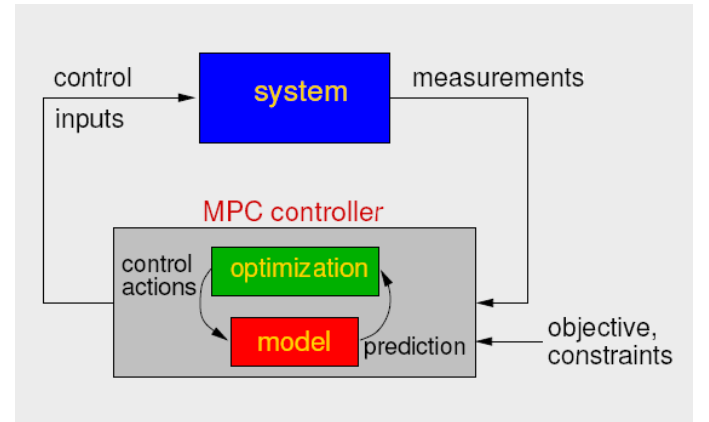 control
inputs
system
measurements
MPC controller
control
actions
optimization
model
prediction
objective,
constraints